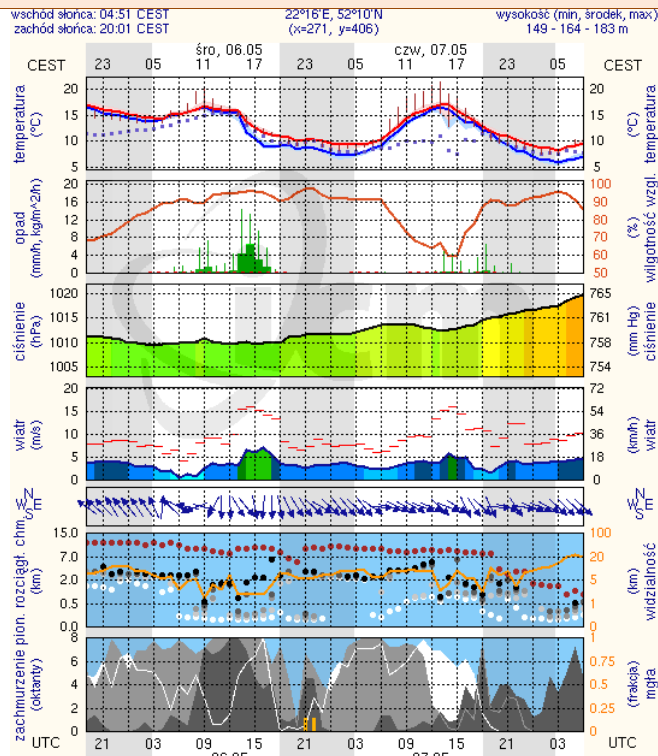 wschód słońca: 04:51 CEST 22°16'E, 52°10'N wysokość (min, środek, max)
zachód słońca: 20:01 CEST (x=271, y=406) 149 - 164 - 183 m
śro, 06.05 czw, 07.05
CEST 23 05 11 17 23 05 11 17 23 05 CEST
temperatura (°C) 20 15 10 5 20 15 10 5 temperatura (°C)
opad (mm/h, kg/m^2/h) 20 16 12 8 4 0 100 90 80 70 60 50 (%) wilgotność wzgl.
ciśnienie (hPa) 1020 1015 1010 1005 765 761 758 754 (mm Hg) ciśnienie
wiatr (m/s) 20 15 10 5 0 72 54 36 18 0 (km/h) wiatr
N W E S N W E S
pion. rozciągł. chm. (km) 15.0 7.0 2.0 0.5 0.0 100 20 5 1 0 (km) widzialność
zachmurzenie (oktanty) 8 6 4 2 0 1 0.75 0.5 0.25 0 (frakcja) mgła
UTC 21 03 09 15 21 03 09 15 21 03 UTC
icm